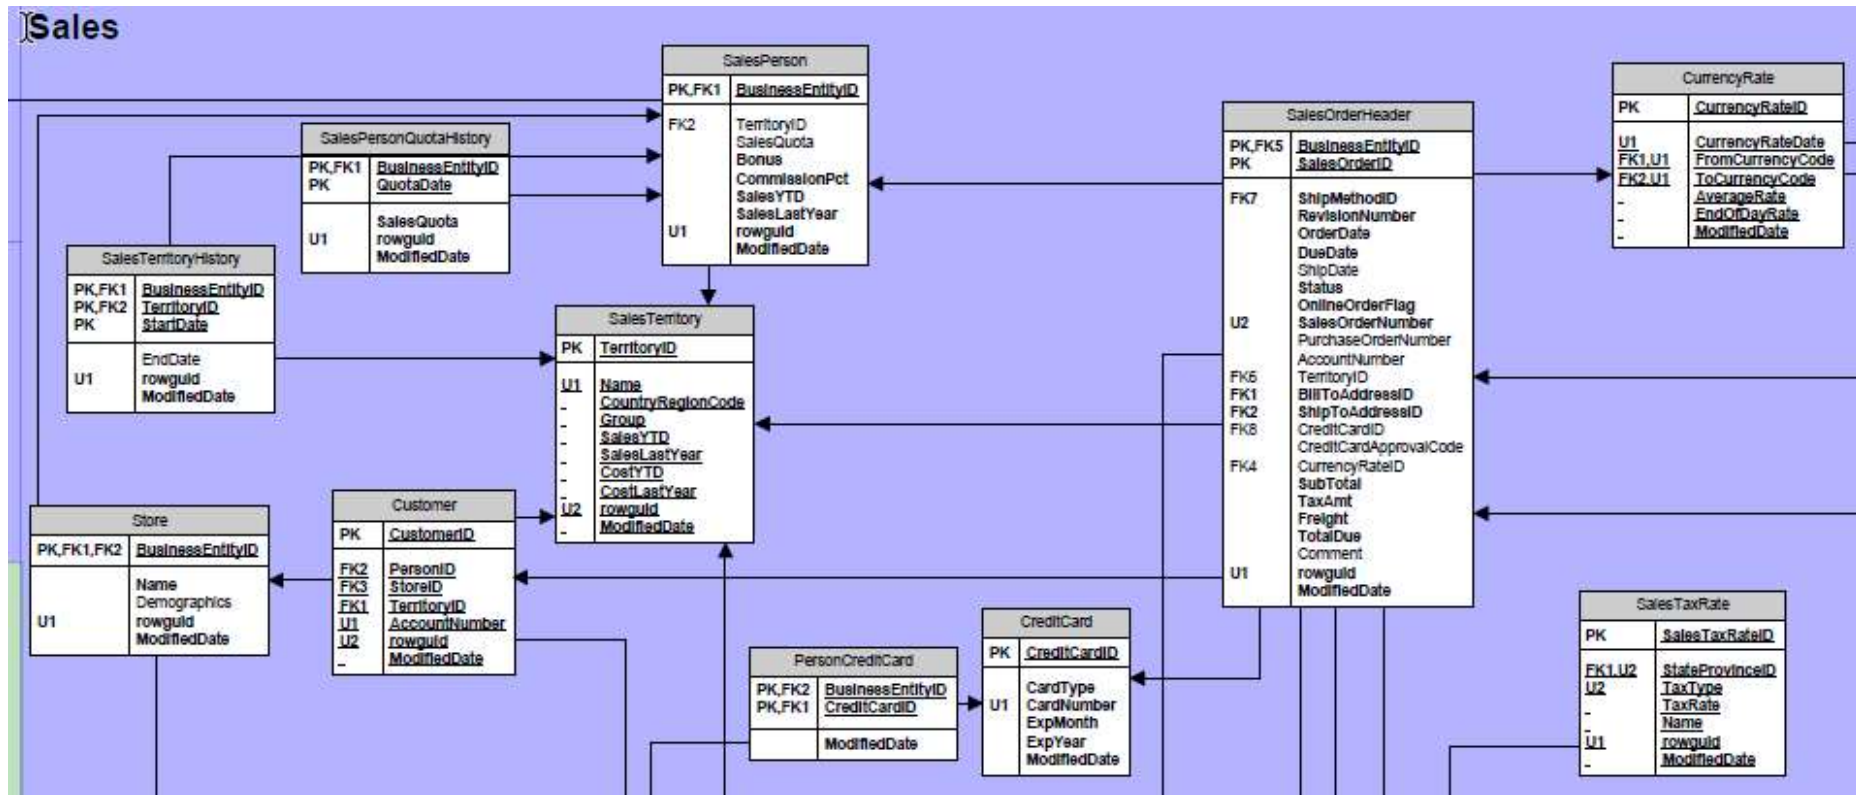 Sales
SalesPerson
PK,FK1 BusinessEntityID
FK2 TerritoryID
SalesQuota
Bonus
CommissionPct
SalesYTD
SalesLastYear
U1 rowguid
ModifiedDate
CurrencyRate
PK CurrencyRateID
U1 CurrencyRateDate
FK1,U1 FromCurrencyCode
FK2,U1 ToCurrencyCode
AverageRate
EndOfDayRate
ModifiedDate
SalesOrderHeader
PK,FK5 BusinessEntityID
PK SalesOrderID
FK7 ShipMethodID
RevisionNumber
OrderDate
DueDate
ShipDate
Status
OnlineOrderFlag
U2 SalesOrderNumber
PurchaseOrderNumber
AccountNumber
FK6 TerritoryID
FK1 BillToAddressID
FK2 ShipToAddressID
FK8 CreditCardID
CreditCardApprovalCode
FK4 CurrencyRateID
SubTotal
TaxAmt
Freight
TotalDue
Comment
U1 rowguid
ModifiedDate
SalesPersonQuotaHistory
PK,FK1 BusinessEntityID
PK QuotaDate
SalesQuota
U1 rowguid
ModifiedDate
SalesTerritoryHistory
PK,FK1 BusinessEntityID
PK,FK2 TerritoryID
PK StartDate
EndDate
U1 rowguid
ModifiedDate
SalesTerritory
PK TerritoryID
U1 Name
CountryRegionCode
Group
SalesYTD
SalesLastYear
CostYTD
CostLastYear
U2 rowguid
ModifiedDate
Store
PK,FK1,FK2 BusinessEntityID
Name
Demographics
U1 rowguid
ModifiedDate
Customer
PK CustomerID
FK2 PersonID
FK3 StoreID
FK1 TerritoryID
U1 AccountNumber
U2 rowguid
ModifiedDate
PersonCreditCard
PK,FK2 BusinessEntityID
PK,FK1 CreditCardID
ModifiedDate
CreditCard
PK CreditCardID
CardType
U1 CardNumber
ExpMonth
ExpYear
ModifiedDate
SalesTaxRate
PK SalesTaxRateID
FK1,U2 StateProvinceID
U2 TaxType
TaxRate
Name
U1 rowguid
ModifiedDate